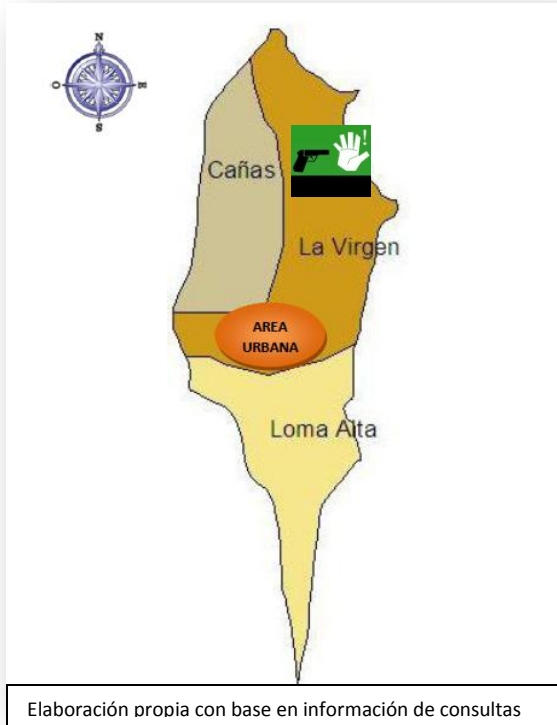 N
O
E
S
Cañas
!
La Virgen
AREA
URBANA
Loma Alta
Elaboración propia con base en información de consultas